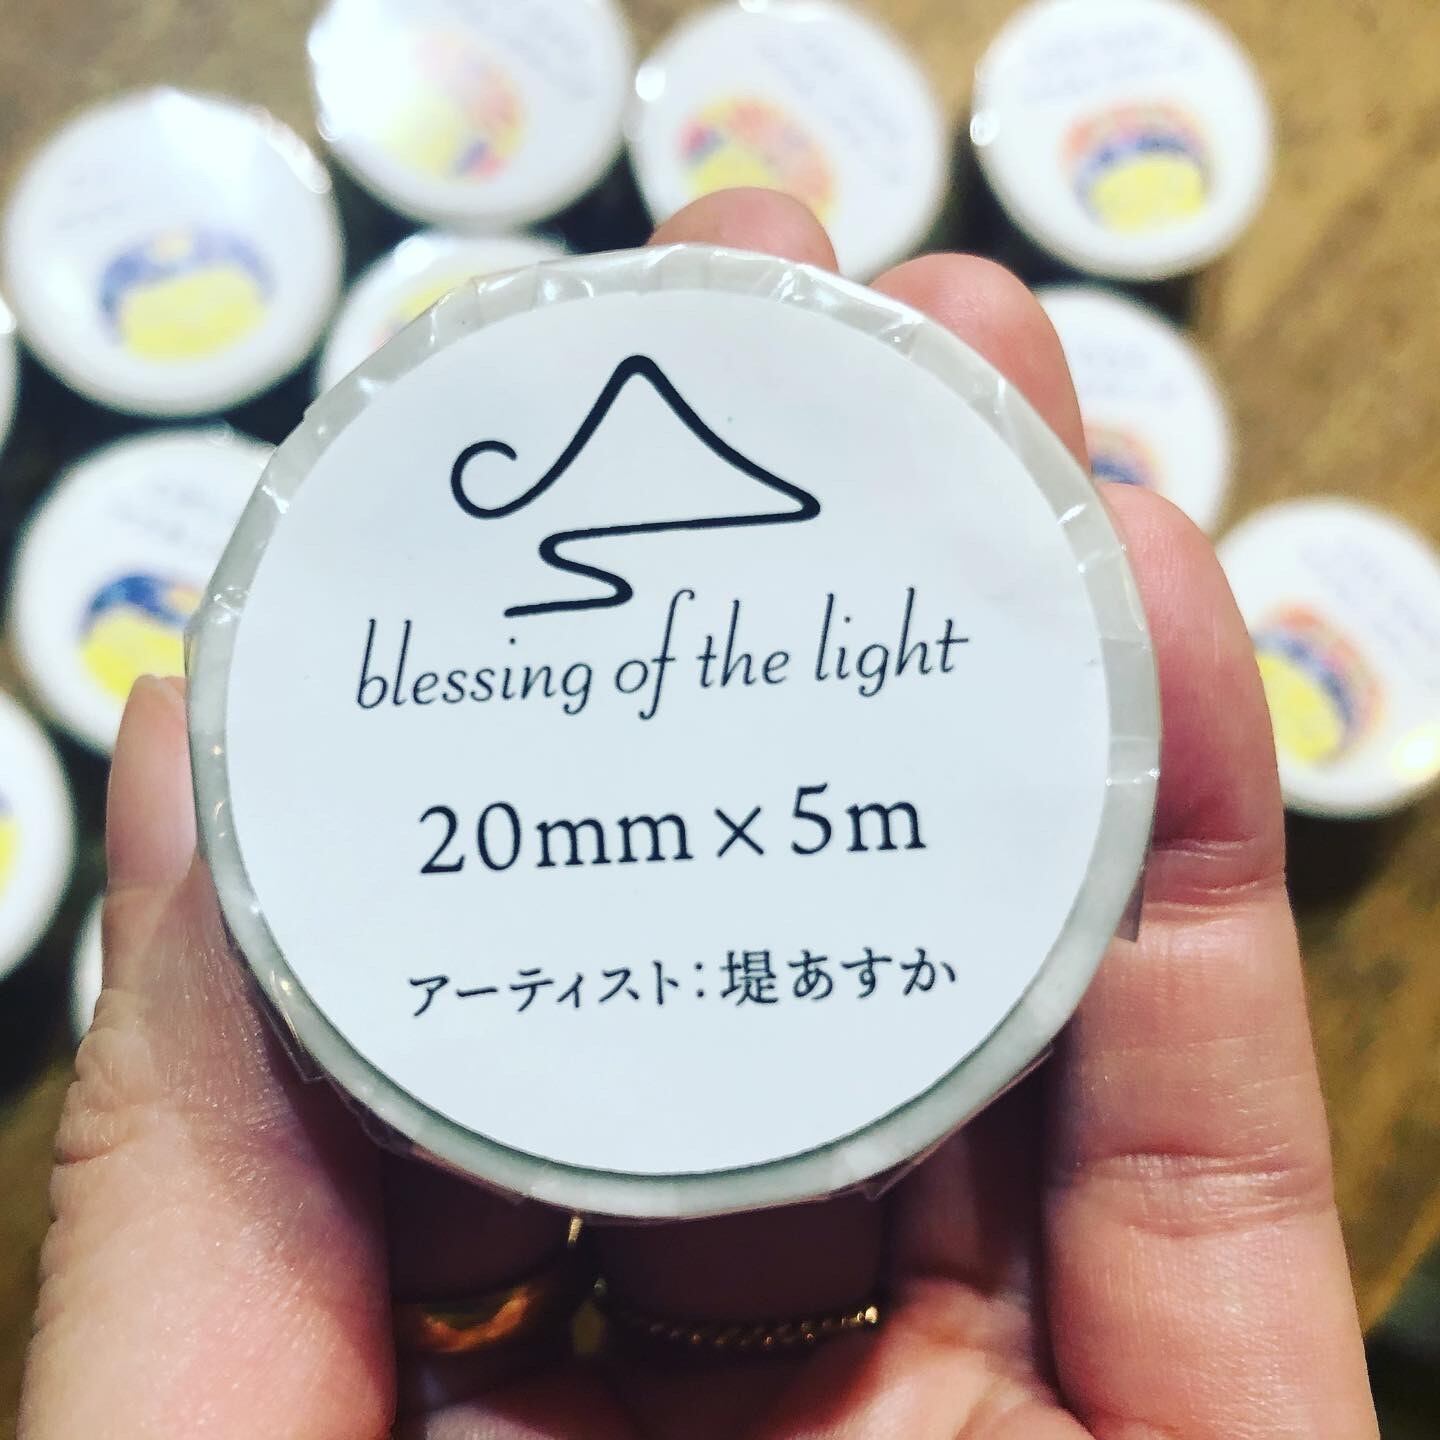 blessing of the light
20mm×5m
アーティスト：堤あすか